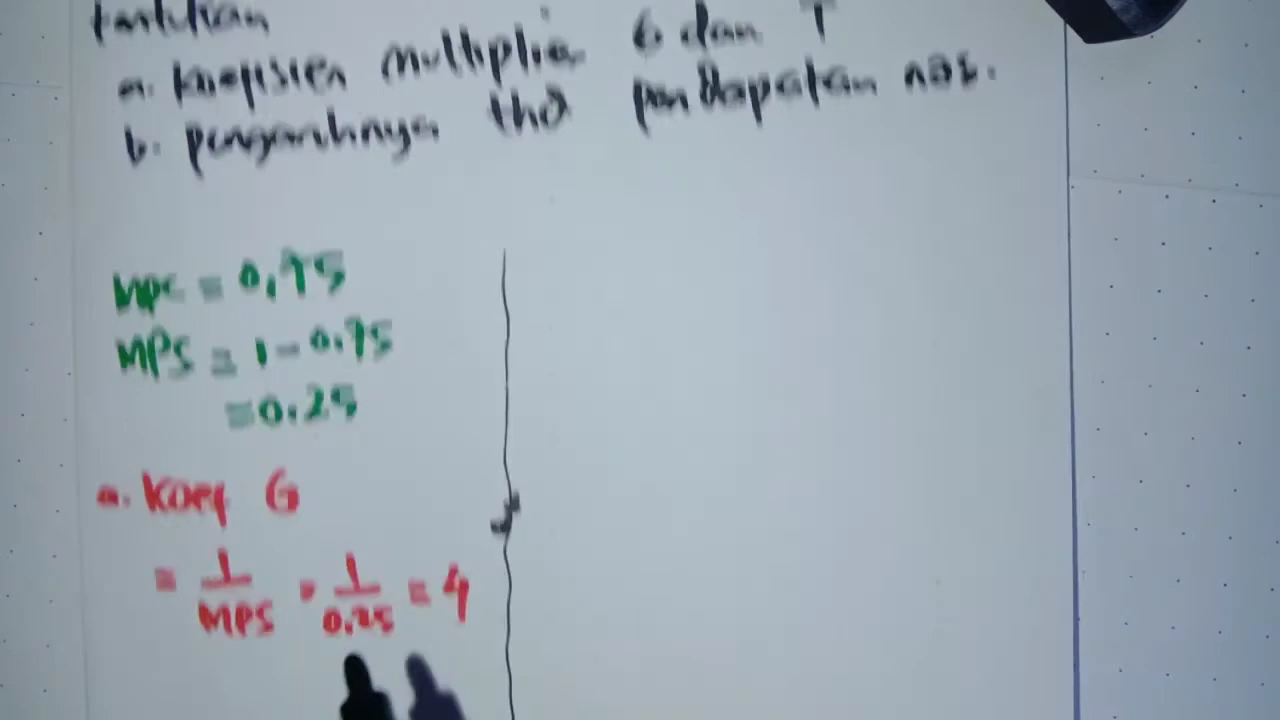 tentukan
a. koefisien multiplier G dan T
b. pengaruhnya thd pendapatan nas.
MPC = 0,75
MPS = 1 - 0.75
= 0.25
a. Koef G
= 1/MPS = 1/0.25 = 4